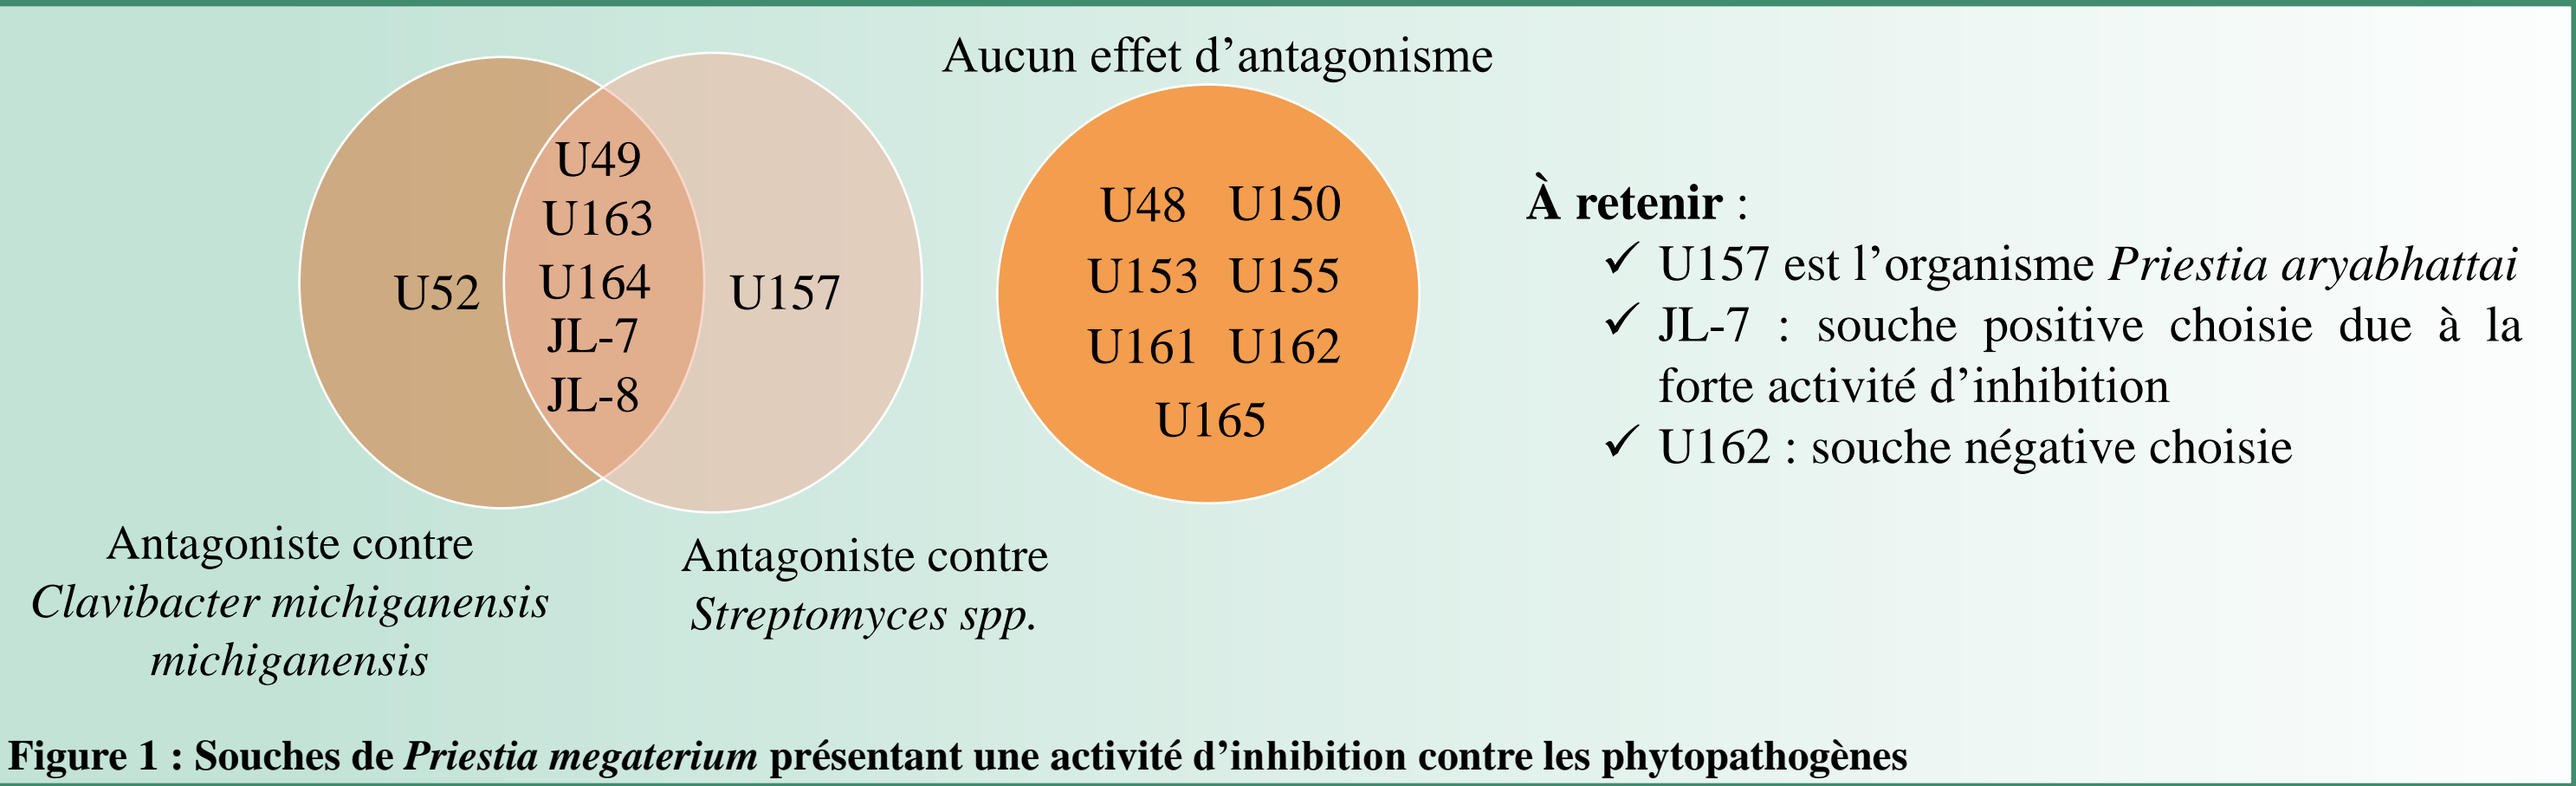 Aucun effet d’antagonisme
U49
U163
U164
JL-7
JL-8
U52
U157
U48 U150
U153 U155
U161 U162
U165
À retenir :
✓ U157 est l’organisme Priestia aryabhattai
✓ JL-7 : souche positive choisie due à la
forte activité d’inhibition
✓ U162 : souche négative choisie
Antagoniste contre
Clavibacter michiganensis
michiganensis
Antagoniste contre
Streptomyces spp.
Figure 1 : Souches de Priestia megaterium présentant une activité d’inhibition contre les phytopathogènes